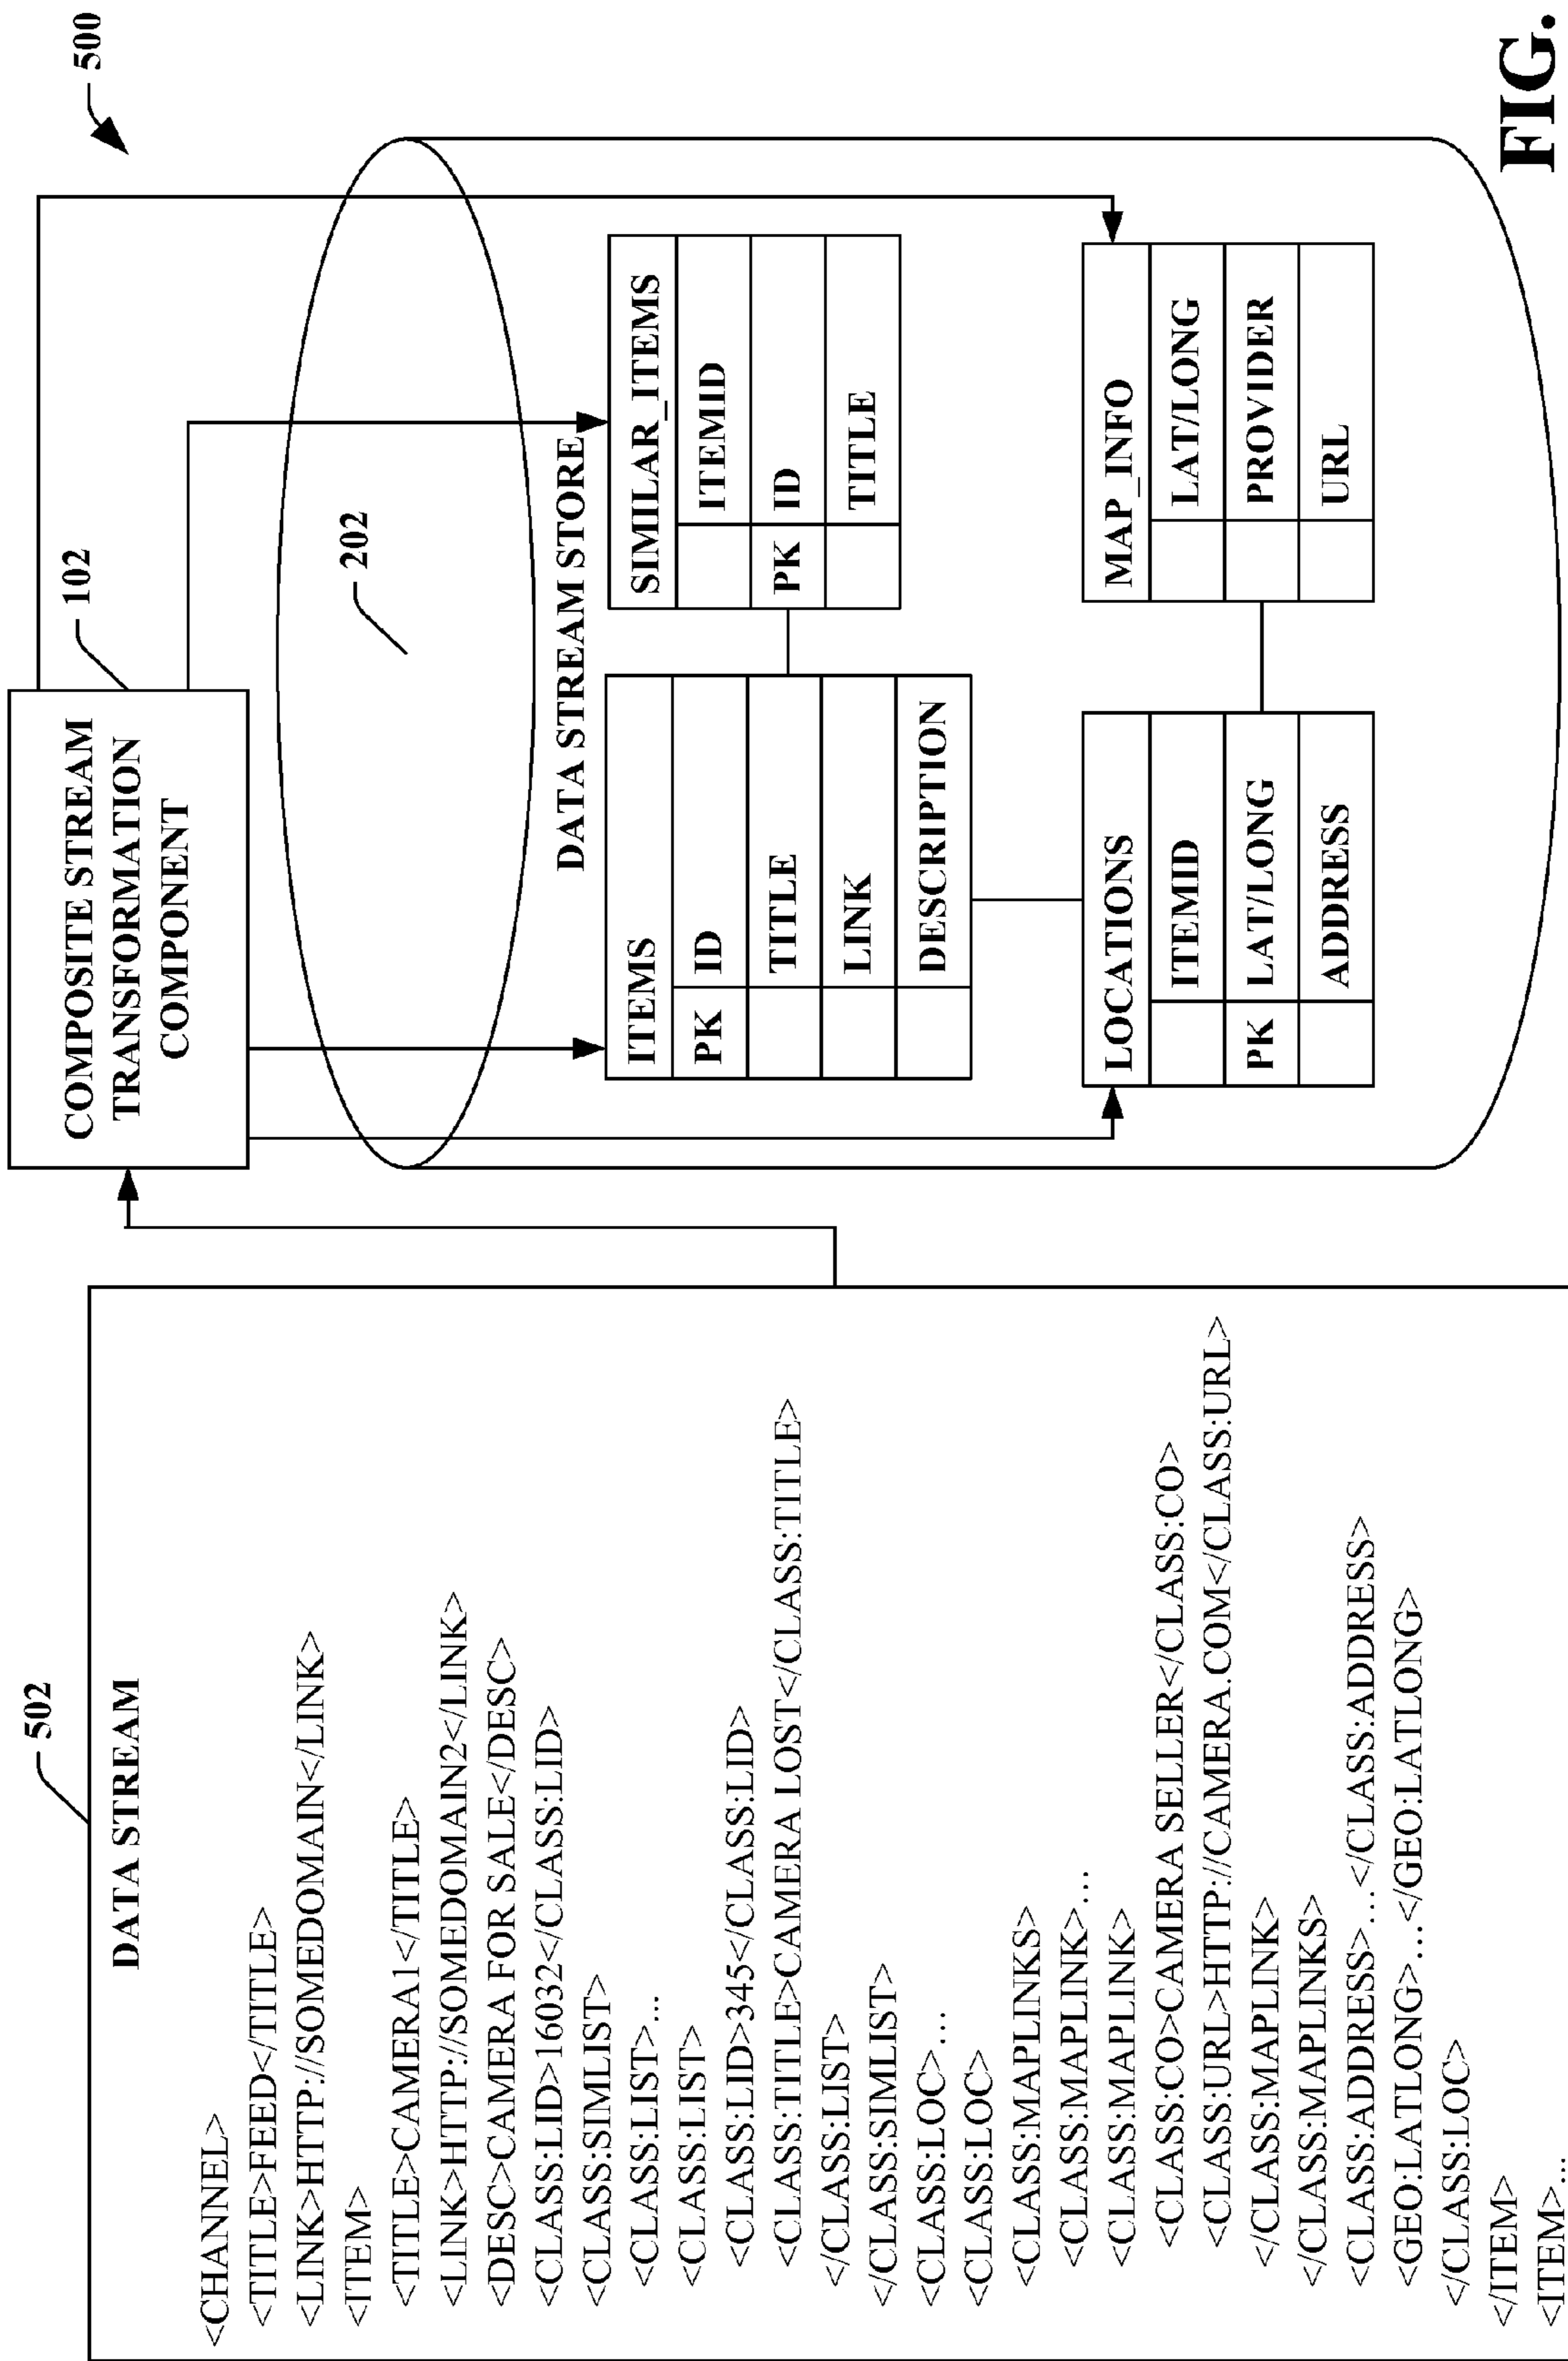 502
DATA STREAM
<CHANNEL>
<TITLE>FEED</TITLE>
<LINK>HTTP://SOMEDOMAIN</LINK>
<ITEM>
<TITLE>CAMERA1</TITLE>
<LINK>HTTP://SOMEDOMAIN2</LINK>
<DESC>CAMERA FOR SALE</DESC>
<CLASS:LID>16032</CLASS:LID>
<CLASS:SIMLIST>
<CLASS:LIST>...
<CLASS:LIST>
<CLASS:LID>345</CLASS:LID>
<CLASS:TITLE>CAMERA LOST</CLASS:TITLE>
</CLASS:LIST>
</CLASS:SIMLIST>
<CLASS:LOC>...
<CLASS:LOC>
<CLASS:MAPLINKS>
<CLASS:MAPLINK>...
<CLASS:MAPLINK>
<CLASS:CO>CAMERA SELLER</CLASS:CO>
<CLASS:URL>HTTP://CAMERA.COM</CLASS:URL>
</CLASS:MAPLINK>
</CLASS:MAPLINKS>
<CLASS:ADDRESS>...</CLASS:ADDRESS>
<GEO:LATLONG>...</GEO:LATLONG>
</CLASS:LOC>
</ITEM>
<ITEM>...
COMPOSITE STREAM
TRANSFORMATION
COMPONENT
102
500
202
DATA STREAM STORE
ITEMS
PK ID
TITLE
LINK
DESCRIPTION
SIMILAR_ITEMS
ITEMID
PK ID
TITLE
LOCATIONS
ITEMID
PK LAT/LONG
ADDRESS
MAP_INFO
LAT/LONG
PROVIDER
URL
FIG.